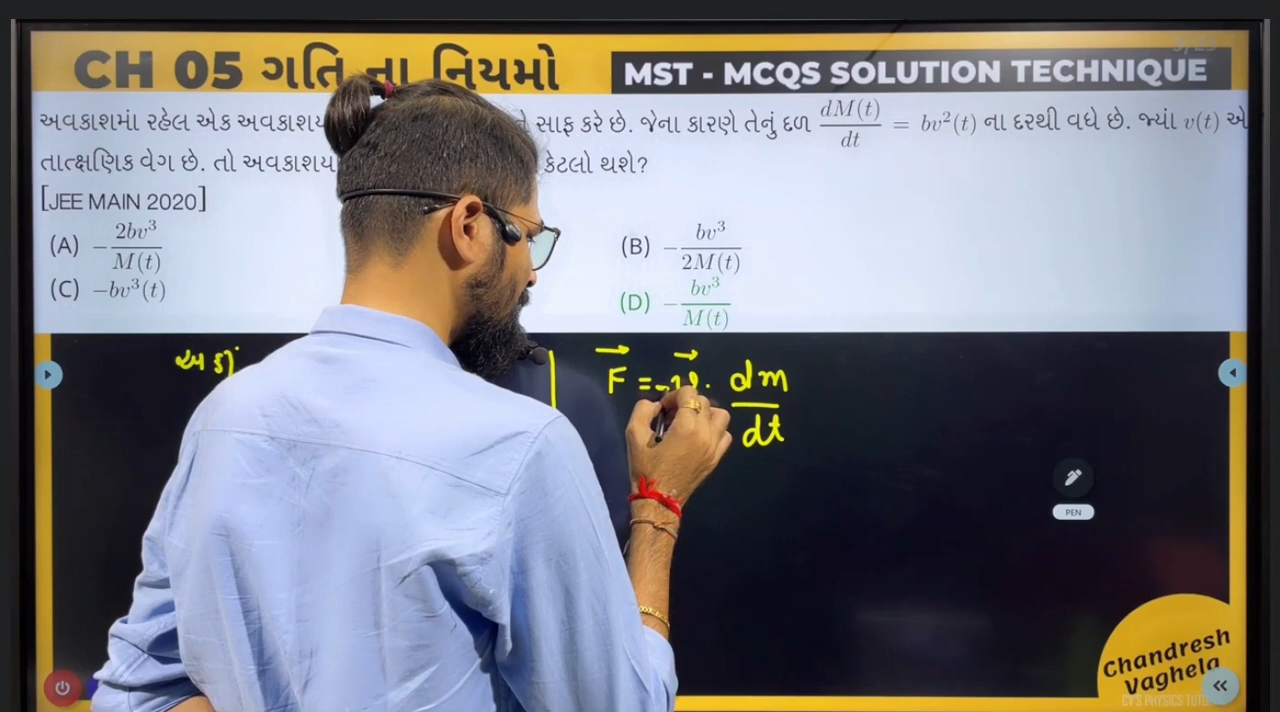 3/25
CH 05 ગતિ ના નિયમો
MST - MCQS SOLUTION TECHNIQUE
અવકાશમાં રહેલ એક અવકાશય સાફ કરે છે. જેના કારણે તેનું દળ dM(t)/dt = bv²(t) ના દરથી વધે છે. જ્યાં v(t) એ
તાત્ક્ષણિક વેગ છે. તો અવકાશય કેટલો થશે?
[JEE MAIN 2020]
(A) -2bv³/M(t)
(B) -bv³/2M(t)
(C) -bv³(t)
(D) -bv³/M(t)
F = -v. dm/dt
PEN
Chandresh
Vaghela